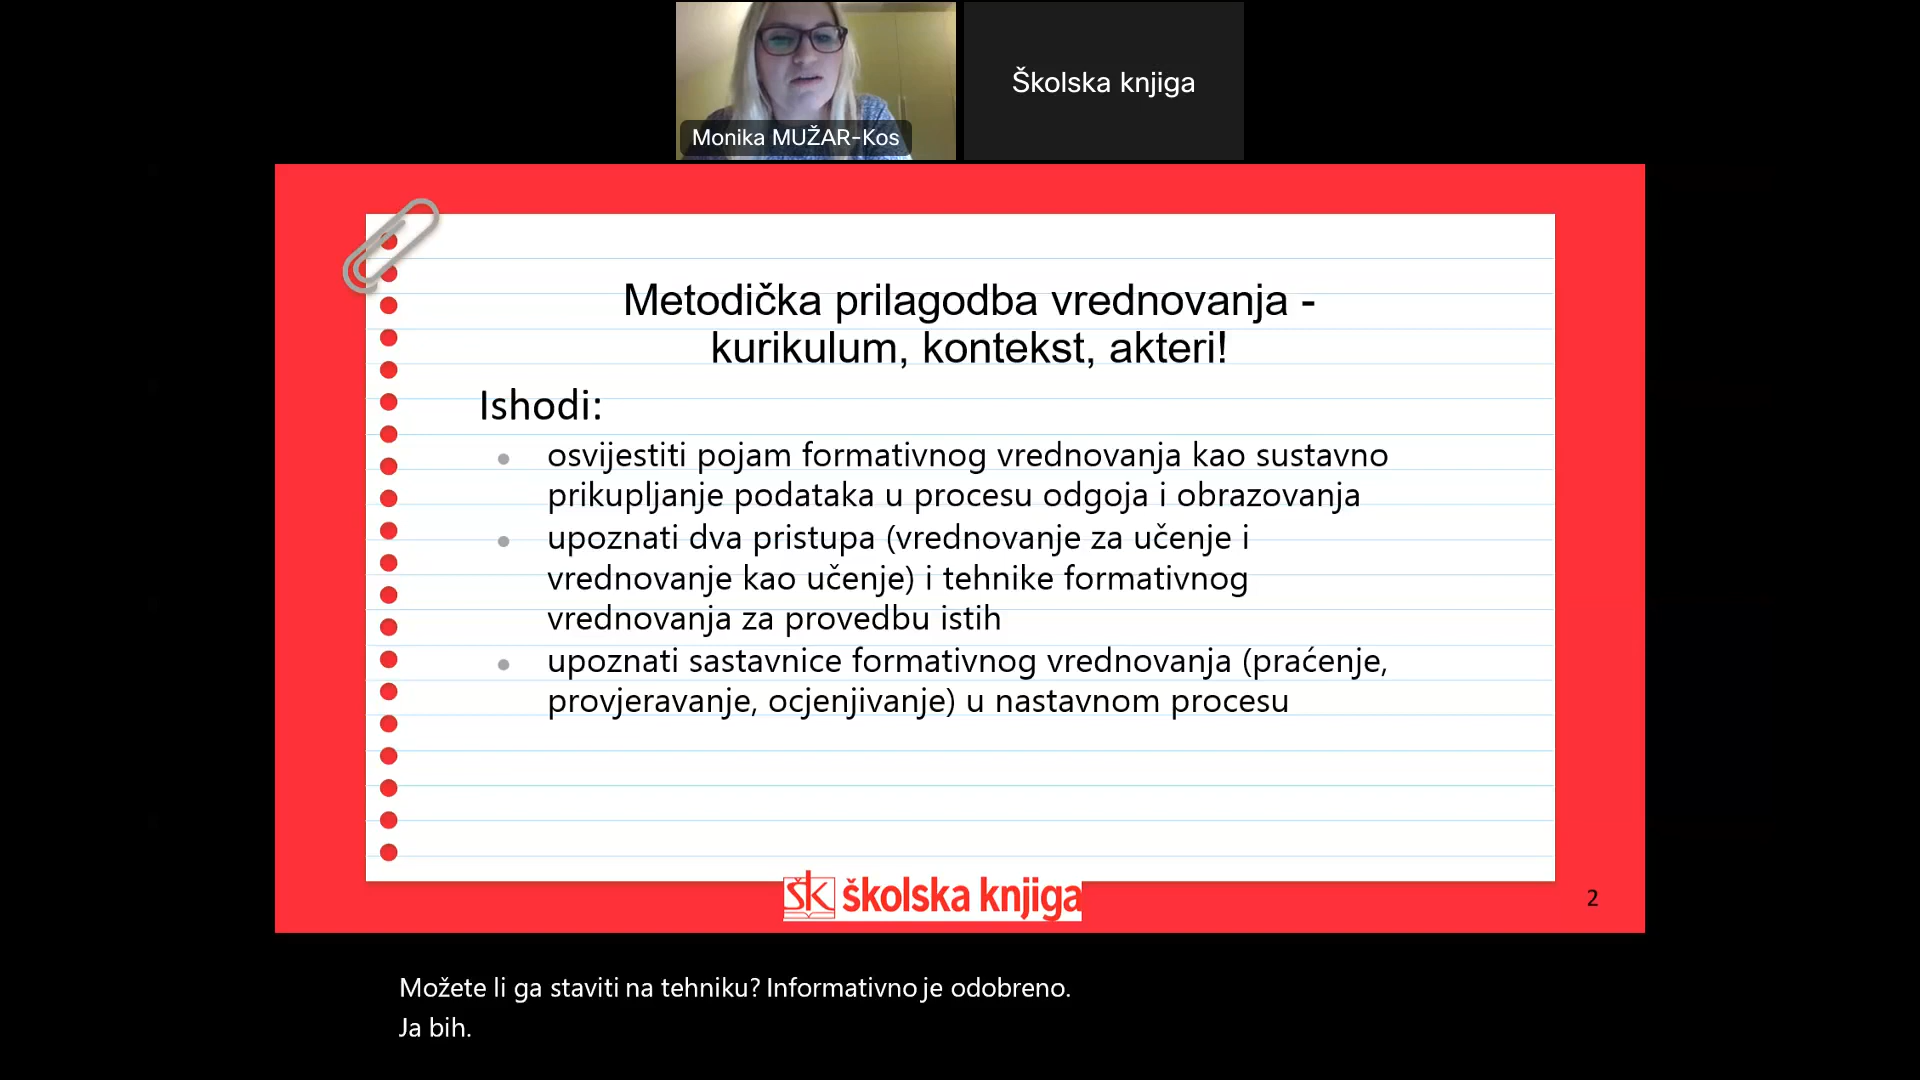 Školska knjiga
Monika MUŽAR-Kos
Metodička prilagodba vrednovanja -
kurikulum, kontekst, akteri!
Ishodi:
osvijestiti pojam formativnog vrednovanja kao sustavno
prikupljanje podataka u procesu odgoja i obrazovanja
upoznati dva pristupa (vrednovanje za učenje i
vrednovanje kao učenje) i tehnike formativnog
vrednovanja za provedbu istih
upoznati sastavnice formativnog vrednovanja (praćenje,
provjeravanje, ocjenjivanje) u nastavnom procesu
ŠK školska knjiga
2
Možete li ga staviti na tehniku? Informativno je odobreno.
Ja bih.